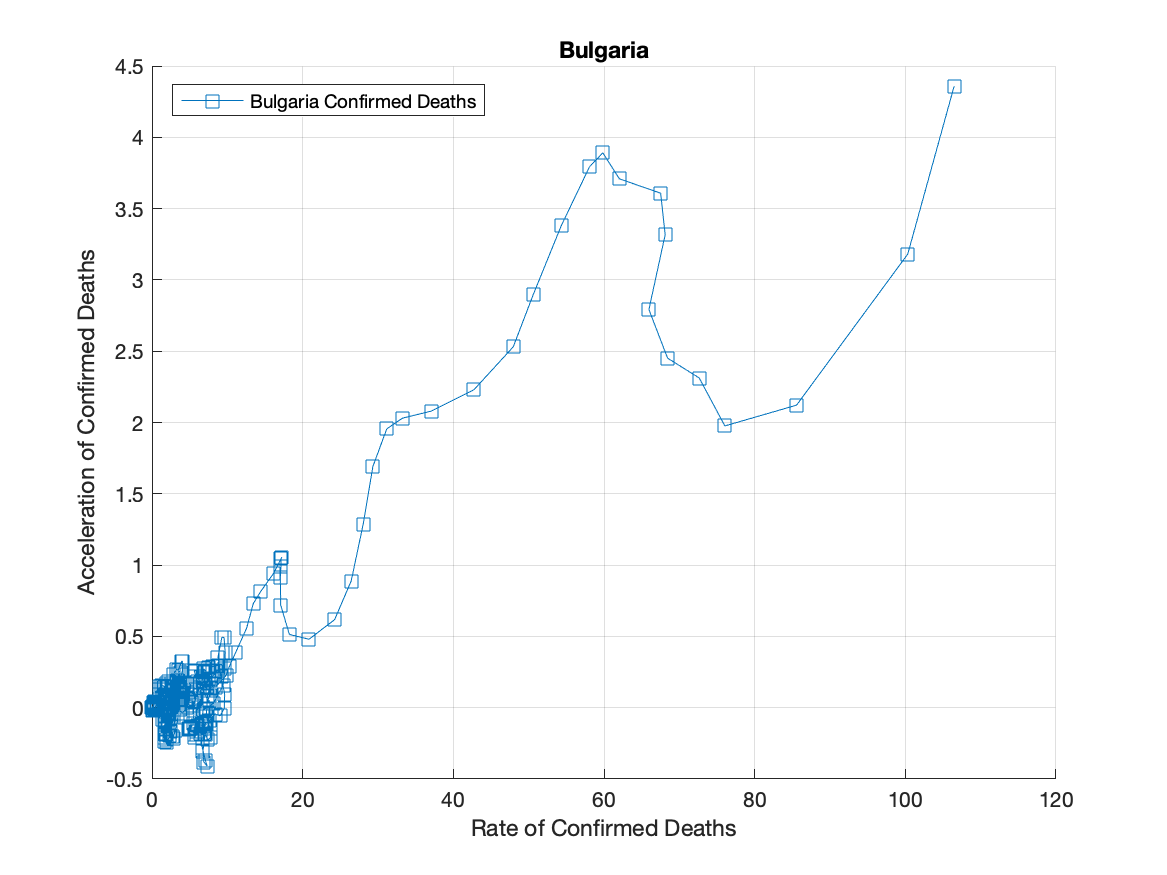 Bulgaria
Bulgaria Confirmed Deaths
Acceleration of Confirmed Deaths
4.5
4
3.5
3
2.5
2
1.5
1
0.5
0
-0.5
0 20 40 60 80 100 120
Rate of Confirmed Deaths